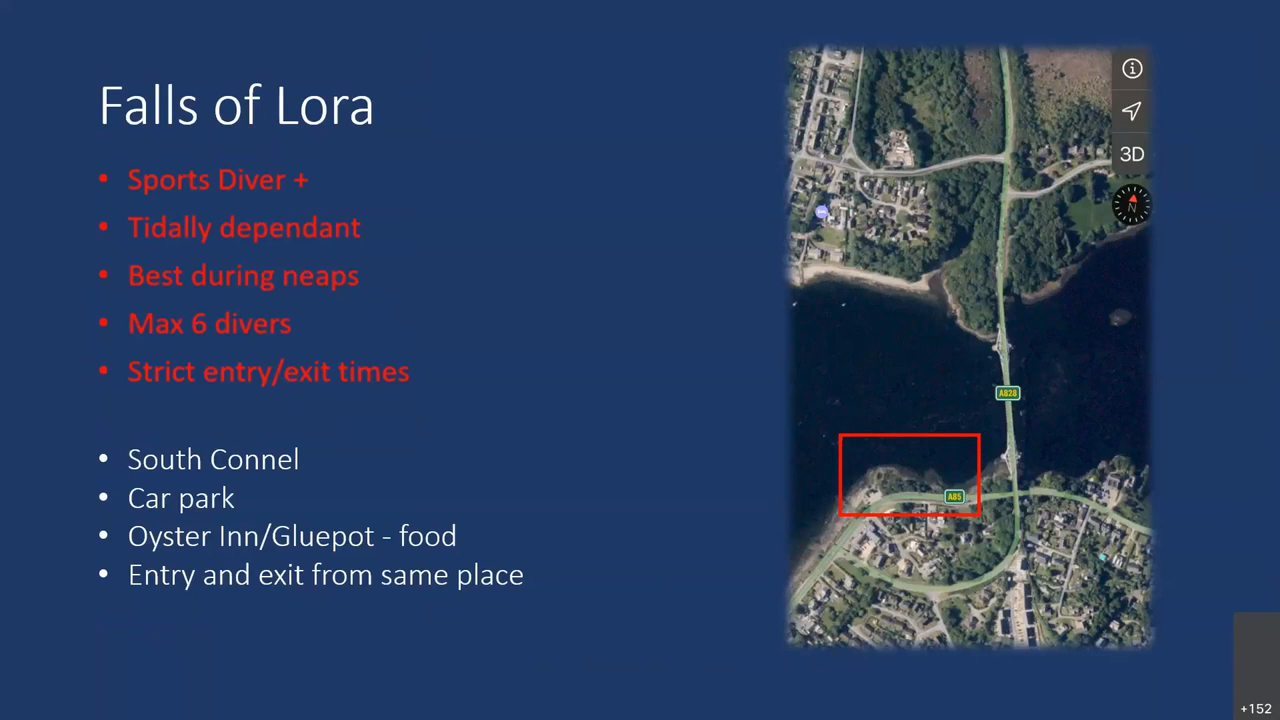 Falls of Lora
• Sports Diver +
• Tidally dependant
• Best during neaps
• Max 6 divers
• Strict entry/exit times
• South Connel
• Car park
• Oyster Inn/Gluepot - food
• Entry and exit from same place
3D
N
A828
A85
+152